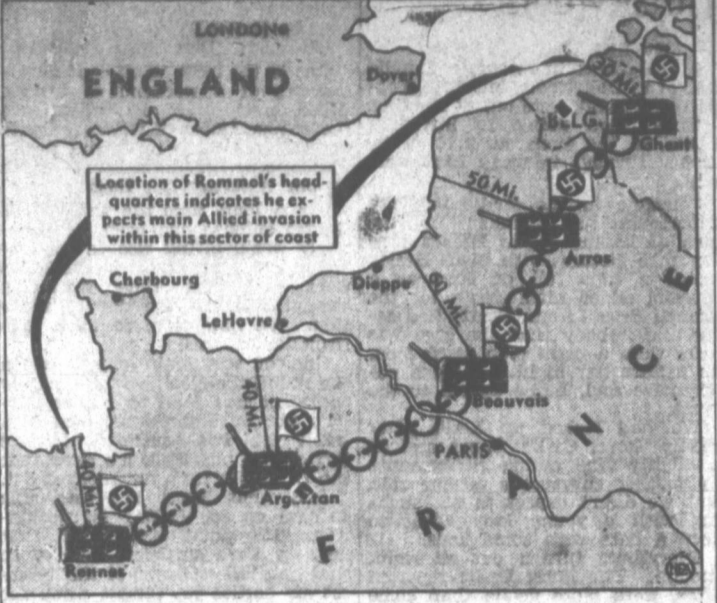 LONDON
ENGLAND
Dover
30 Mi.
BELG.
Ghent
Location of Rommel's head-
quarters indicates he ex-
pects main Allied invasion
within this sector of coast
50 Mi.
Arras
Cherbourg
Dieppe
60 Mi.
LeHavre
Beauvais
40 Mi.
PARIS
Argentan
40 Mi.
Rennes
FRANCE